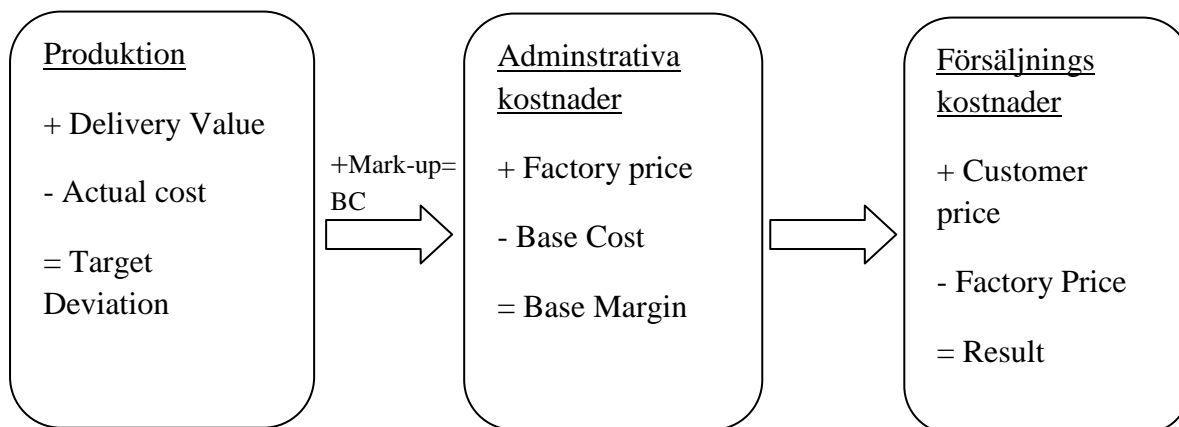 Produktion
+ Delivery Value
- Actual cost
= Target
Deviation
+Mark-up=
BC
Adminstrativa
kostnader
+ Factory price
- Base Cost
= Base Margin
Försäljnings
kostnader
+ Customer
price
- Factory Price
= Result